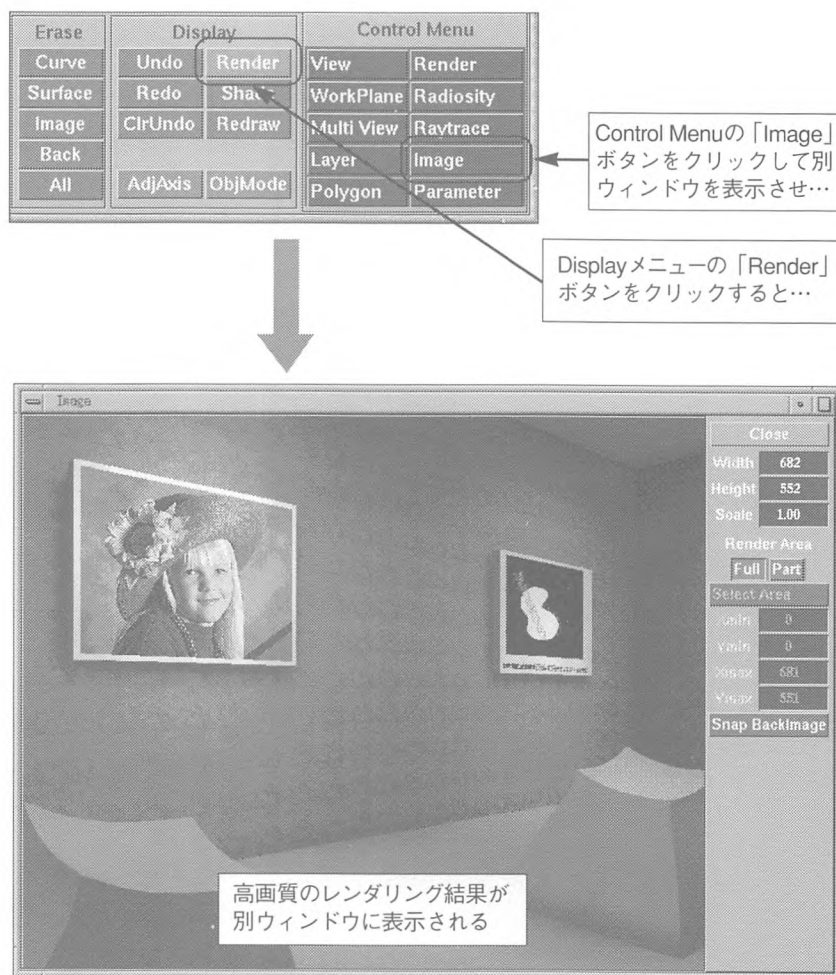 Erase
Curve
Surface
Image
Back
All
Display
Undo Render
Redo Shade
ClrUndo Redraw
AdjAxis ObjMode
Control Menu
View Render
WorkPlane Radiosity
Multi View Raytrace
Layer Image
Polygon Parameter
Control Menuの「Image」
ボタンをクリックして別
ウィンドウを表示させ…
Displayメニューの「Render」
ボタンをクリックすると…
Image
Close
Width 682
Height 552
Scale 1.00
Render Area
Full Part
Select Area
Xmin 0
Ymin 0
Xmax 681
Ymax 551
Snap BackImage
高画質のレンダリング結果が
別ウィンドウに表示される